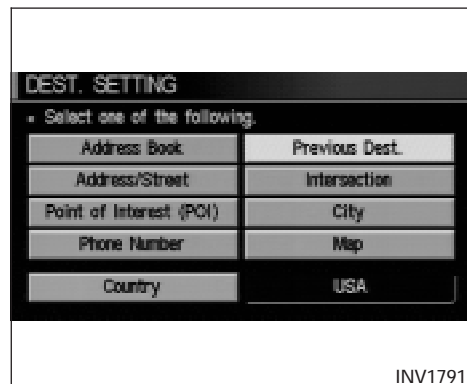 DEST. SETTING
Select one of the following.
Address Book Previous Dest.
Address/Street Intersection
Point of Interest (POI) City
Phone Number Map
Country USA
INV1791